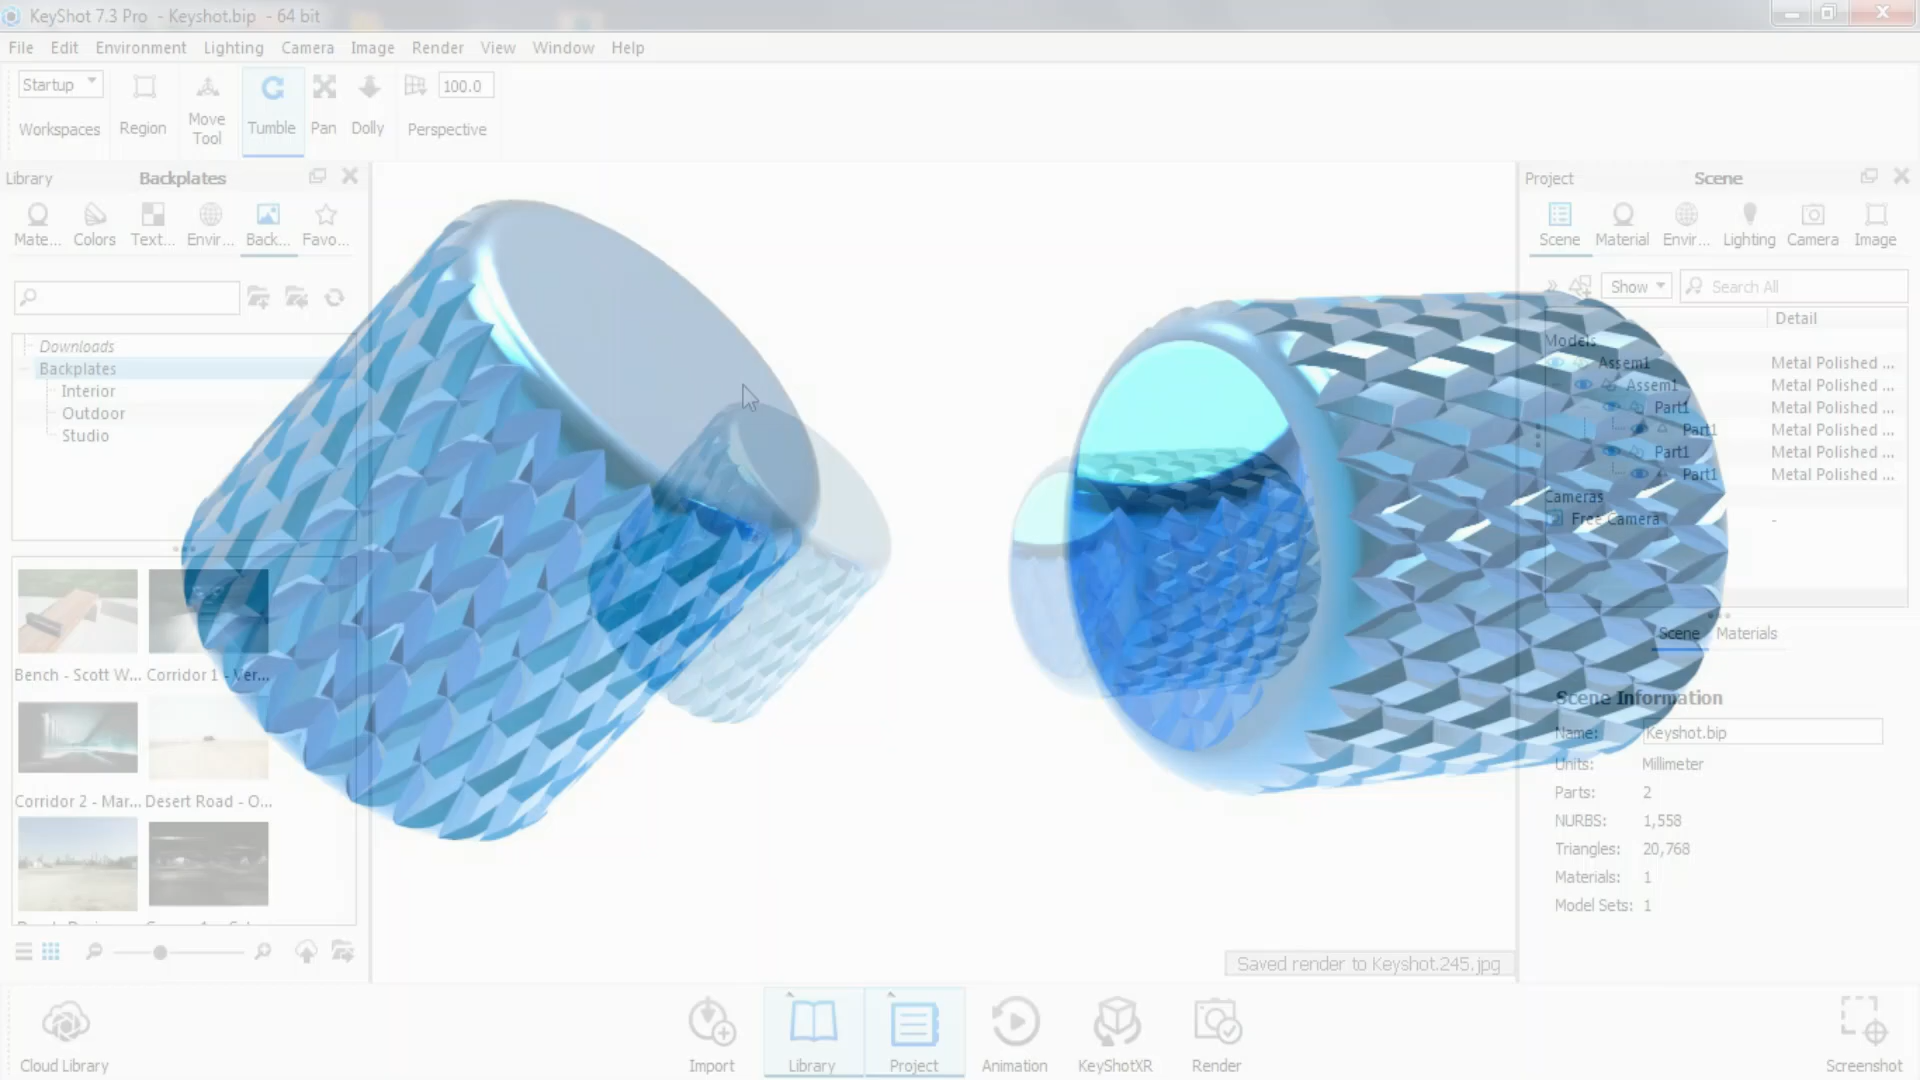 KeyShot 7.3 Pro - Keyshot.bip - 64 bit
File Edit Environment Lighting Camera Image Render View Window Help
Startup
100.0
Workspaces
Region
Move
Tool
Tumble
Pan
Dolly
Perspective
Library
Backplates
Mate...
Colors
Text...
Envir...
Back...
Favo...
Downloads
Backplates
Interior
Outdoor
Studio
Bench - Scott W...
Corridor 1 - Ver...
Corridor 2 - Mar...
Desert Road - O...
Project
Scene
Scene
Material
Envir...
Lighting
Camera
Image
Show
Search All
Detail
Models
Assem1 Metal Polished ...
Assem1 Metal Polished ...
Part1 Metal Polished ...
Part1 Metal Polished ...
Part1 Metal Polished ...
Part1 Metal Polished ...
Cameras
Free Camera -
Scene Materials
Scene Information
Name: Keyshot.bip
Units: Millimeter
Parts: 2
NURBS: 1,558
Triangles: 20,768
Materials: 1
Model Sets: 1
Saved render to Keyshot.245.jpg
Cloud Library
Import
Library
Project
Animation
KeyShotXR
Render
Screenshot